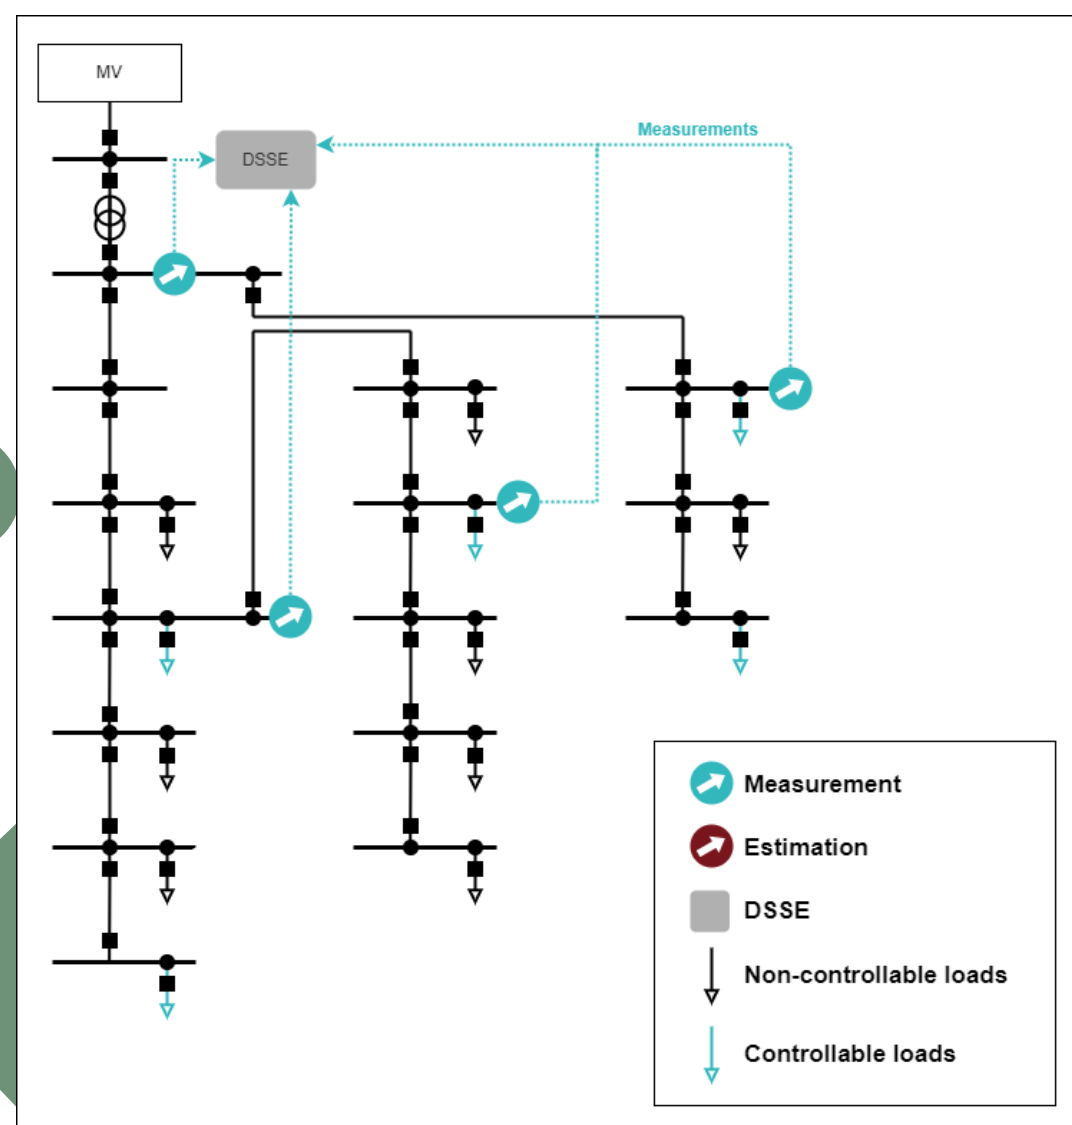 MV
DSSE
Measurements
Measurement
Estimation
DSSE
Non-controllable loads
Controllable loads